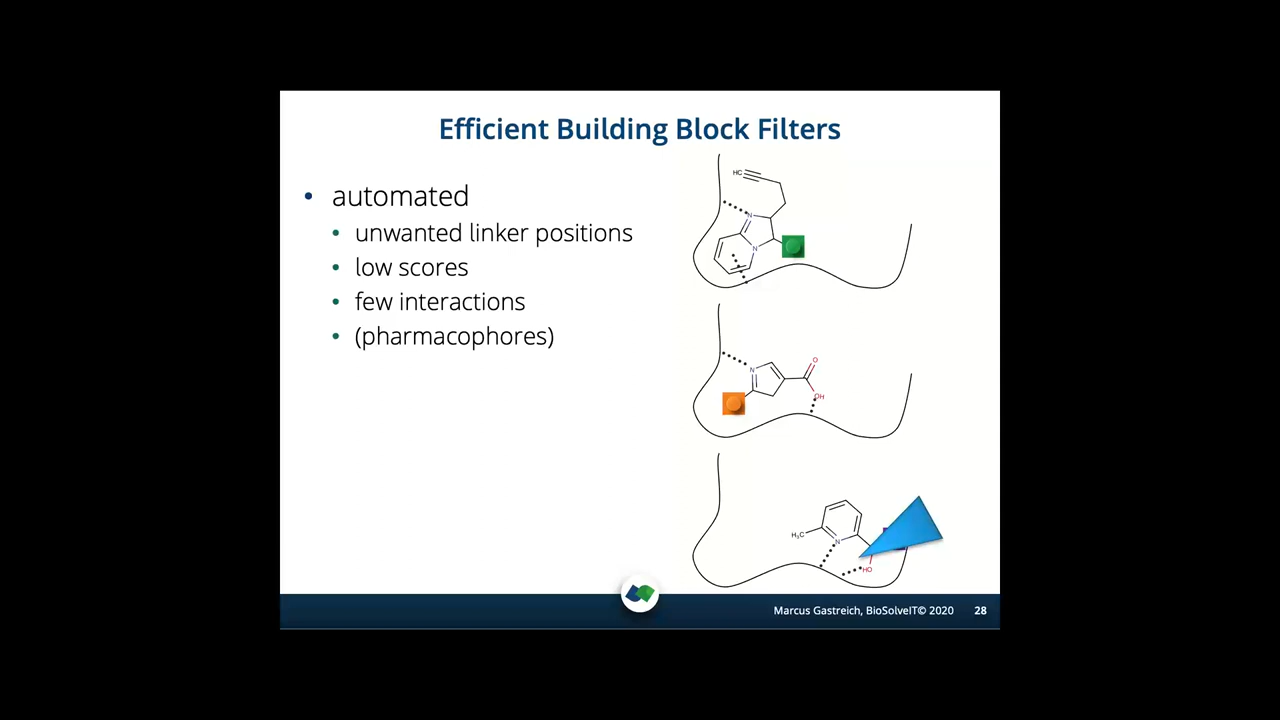 Efficient Building Block Filters
• automated
• unwanted linker positions
• low scores
• few interactions
• (pharmacophores)
HC
N
N
N
O
OH
H₃C
N
HO
Marcus Gastreich, BioSolveIT© 2020
28